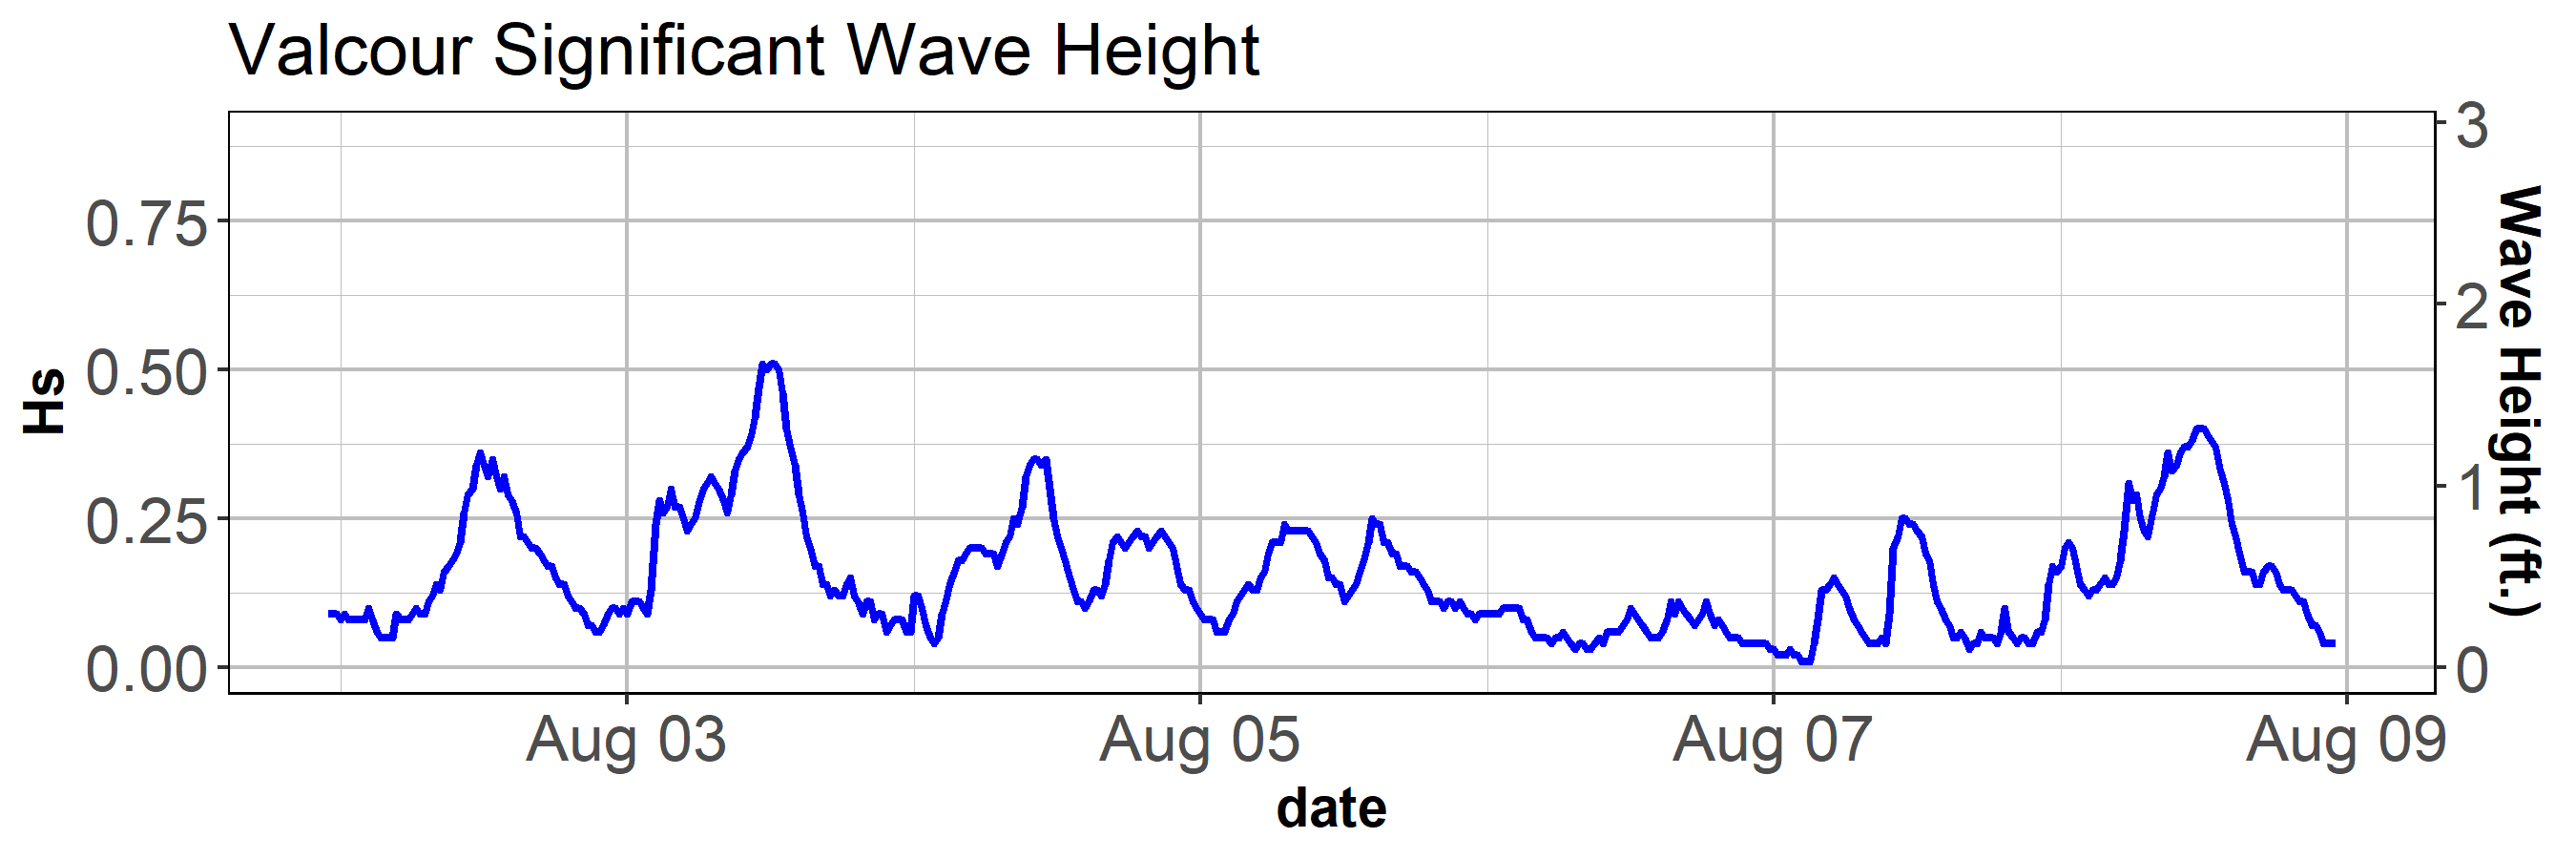 Valcour Significant Wave Height
Hs
0.75
0.50
0.25
0.00
3
2
1
0
Wave Height (ft.)
Aug 03
Aug 05
Aug 07
Aug 09
date